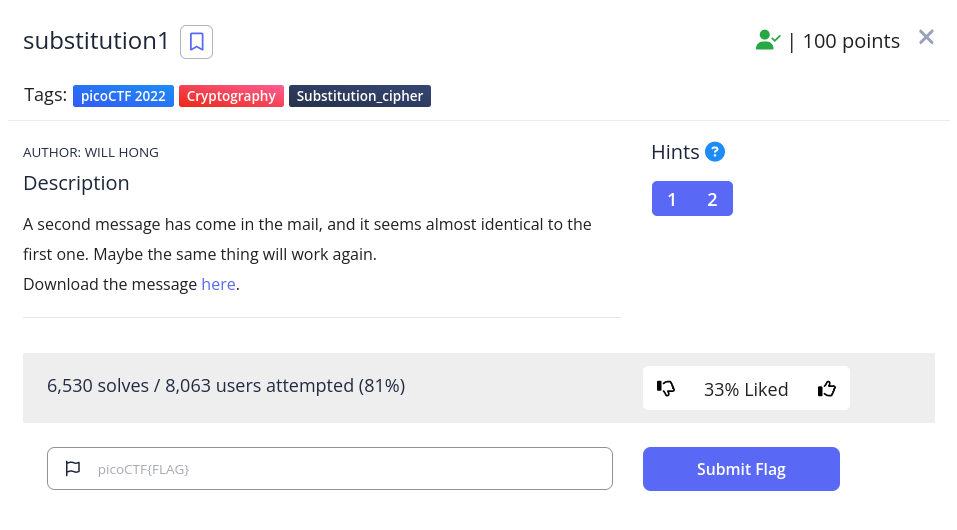 substitution1
| 100 points
Tags: picoCTF 2022 Cryptography Substitution_cipher
AUTHOR: WILL HONG
Description
A second message has come in the mail, and it seems almost identical to the
first one. Maybe the same thing will work again.
Download the message here.
Hints ?
1 2
6,530 solves / 8,063 users attempted (81%)
33% Liked
picoCTF{FLAG}
Submit Flag